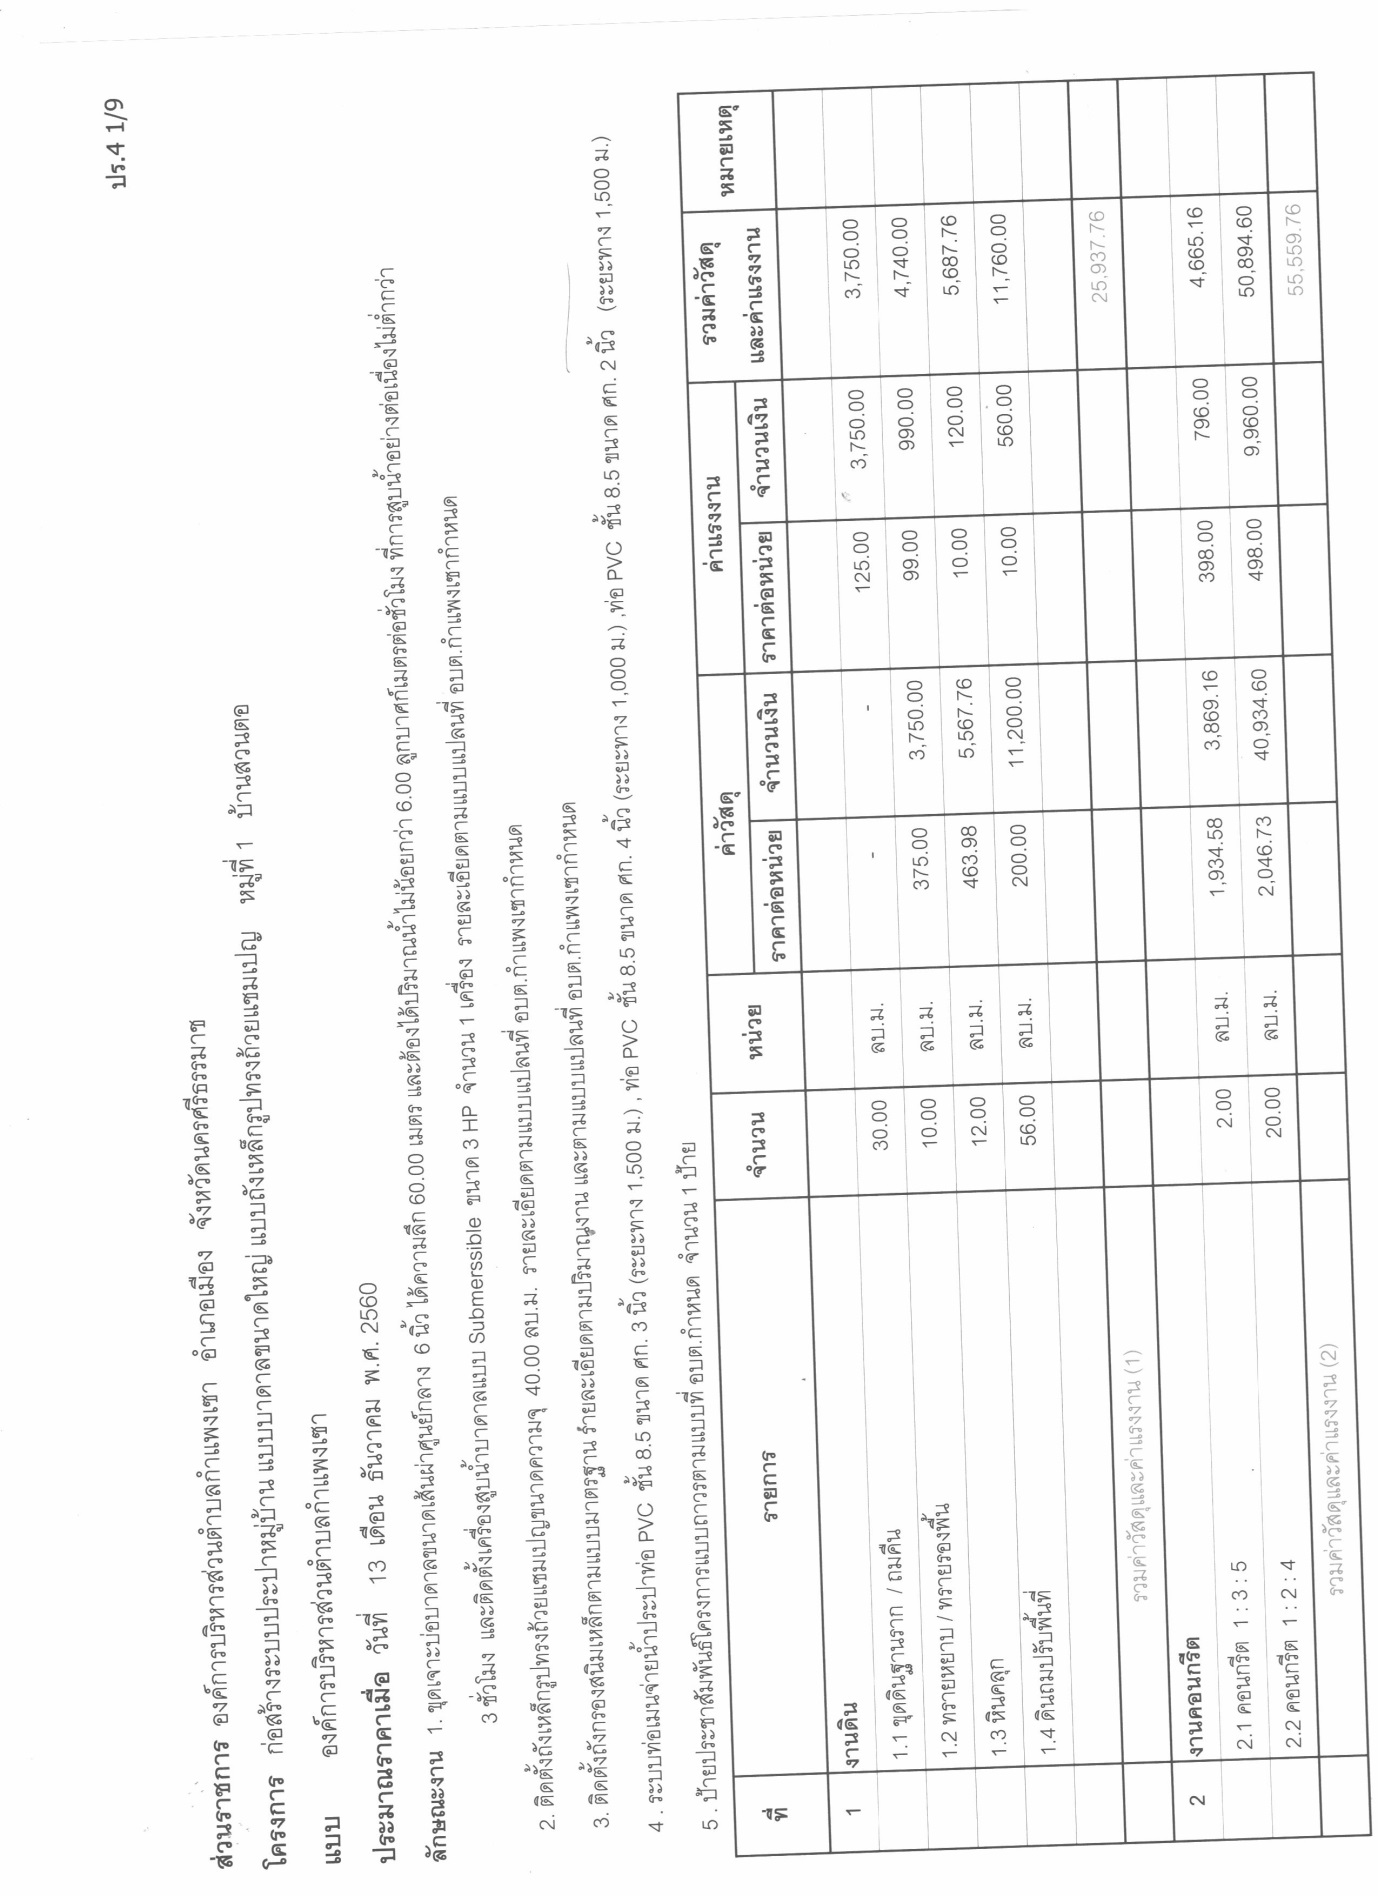 ปร.4 1/9
ส่วนราชการ องค์การบริหารส่วนตำบลกำแพงเซา อำเภอเมือง จังหวัดนครศรีธรรมาช
โครงการ ก่อสร้างระบบประปาหมู่บ้าน แบบบาดาลขนาดใหญ่ แบบถังเหล็กรูปทรงถ้วยแชมเปญ หมู่ที่ 1 บ้านสวนตอ
แบบ องค์การบริหารส่วนตำบลกำแพงเซา
ประมาณราคาเมื่อ วันที่ 13 เดือน ธันวาคม พ.ศ. 2560
ลักษณะงาน 1. ขุดเจาะบ่อบาดาลขนาดเส้นผ่าศูนย์กลาง 6 นิ้ว ได้ความลึก 60.00 เมตร และต้องได้ปริมาณน้ำไม่น้อยกว่า 6.00 ลูกบาศก์เมตรต่อชั่วโมง ที่การสูบน้ำอย่างต่อเนื่องไม่ต่ำกว่า
3 ชั่วโมง และติดตั้งเครื่องสูบน้ำบาดาลแบบ Submerssible ขนาด 3 HP จำนวน 1 เครื่อง รายละเอียดตามแบบแปลนที่ อบต.กำแพงเซากำหนด
2. ติดตั้งถังเหล็กรูปทรงถ้วยแชมเปญขนาดความจุ 40.00 ลบ.ม. รายละเอียดตามแบบแปลนที่ อบต.กำแพงเซากำหนด
3. ติดตั้งถังกรองสนิมเหล็กตามแบบมาตรฐาน รายละเอียดตามปริมาณงาน และตามแบบแปลนที่ อบต.กำแพงเซากำหนด
4 . ระบบท่อเมนจ่ายน้ำประปาท่อ PVC ชั้น 8.5 ขนาด ศก. 3 นิ้ว (ระยะทาง 1,500 ม.) , ท่อ PVC ชั้น 8.5 ขนาด ศก. 4 นิ้ว (ระยะทาง 1,000 ม.) ,ท่อ PVC ชั้น 8.5 ขนาด ศก. 2 นิ้ว (ระยะทาง 1,500 ม.)
5 . ป้ายประชาสัมพันธ์โครงการแบบถาวรตามแบบที่ อบต.กำหนด จำนวน 1 ป้าย
ที่ รายการ จำนวน หน่วย ค่าวัสดุ ค่าแรงงาน รวมค่าวัสดุ หมายเหตุ
ราคาต่อหน่วย จำนวนเงิน ราคาต่อหน่วย จำนวนเงิน และค่าแรงงาน
1 งานดิน
1.1 ขุดดินฐานราก / ถมคืน 30.00 ลบ.ม. - - 125.00 3,750.00 3,750.00
1.2 ทรายหยาบ / ทรายรองพื้น 10.00 ลบ.ม. 375.00 3,750.00 99.00 990.00 4,740.00
1.3 หินคลุก 12.00 ลบ.ม. 463.98 5,567.76 10.00 120.00 5,687.76
1.4 ดินถมปรับพื้นที่ 56.00 ลบ.ม. 200.00 11,200.00 10.00 560.00 11,760.00
รวมค่าวัสดุและค่าแรงงาน (1) 25,937.76
2 งานคอนกรีต
2.1 คอนกรีต 1 : 3 : 5 2.00 ลบ.ม. 1,934.58 3,869.16 398.00 796.00 4,665.16
2.2 คอนกรีต 1 : 2 : 4 20.00 ลบ.ม. 2,046.73 40,934.60 498.00 9,960.00 50,894.60
รวมค่าวัสดุและค่าแรงงาน (2) 55,559.76